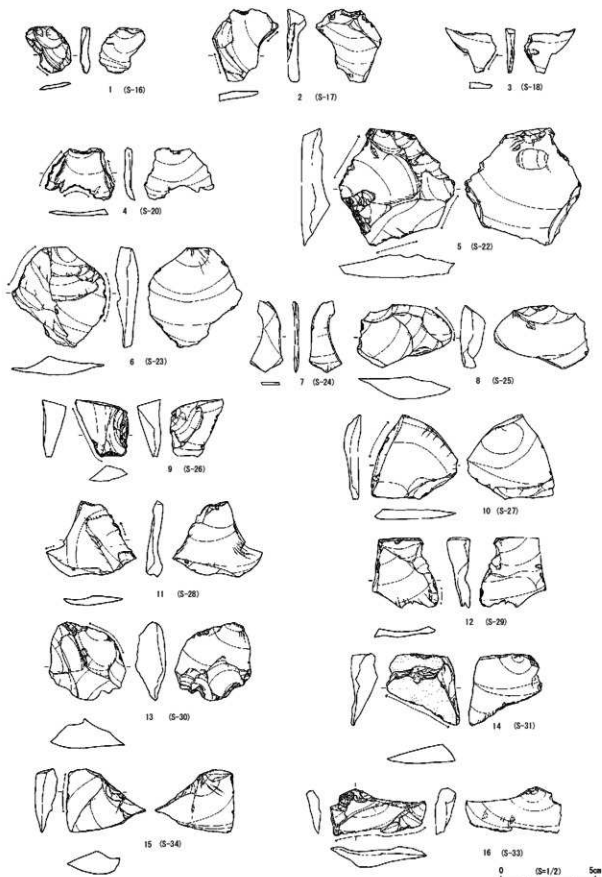 1 (S-16)
2 (S-17)
3 (S-18)
4 (S-20)
5 (S-22)
6 (S-23)
7 (S-24)
8 (S-25)
9 (S-26)
10 (S-27)
11 (S-28)
12 (S-29)
13 (S-30)
14 (S-31)
15 (S-34)
16 (S-33)
0 (S=1/2) 5cm